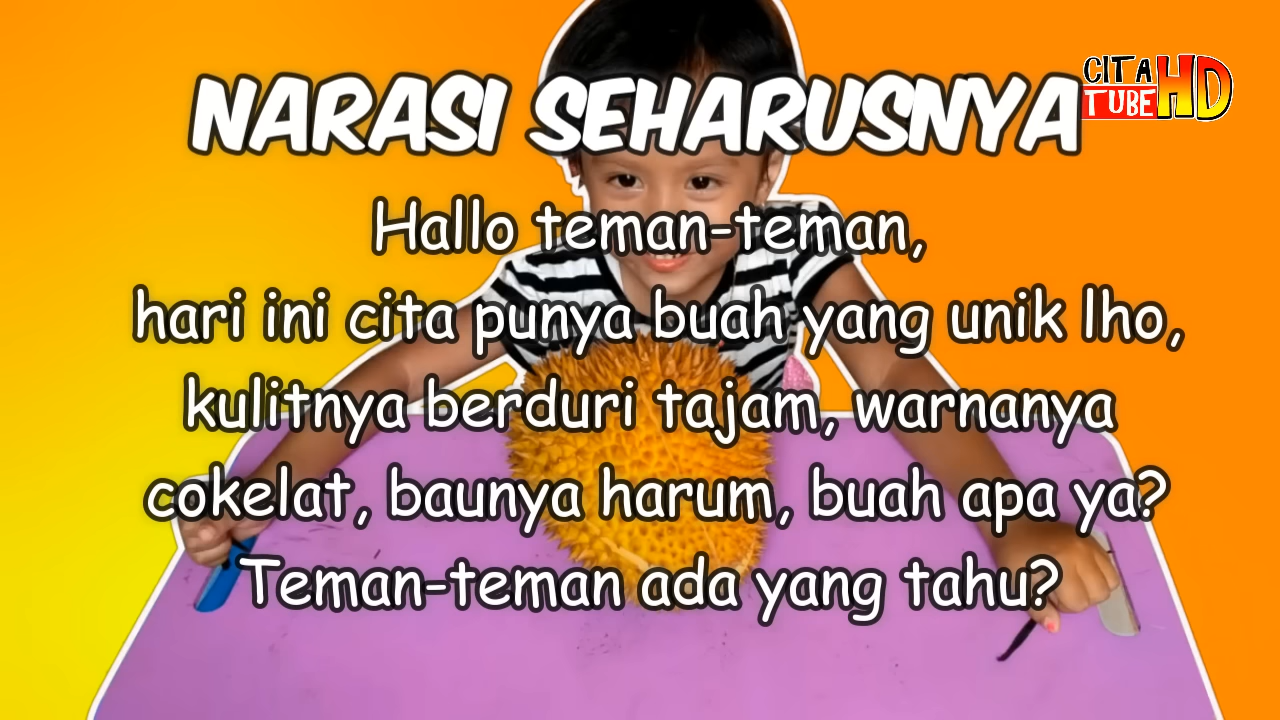 CITA
TUBE HD
NARASI SEHARUSNYA
Hallo teman-teman,
hari ini cita punya buah yang unik lho,
kulitnya berduri tajam, warnanya
cokelat, baunya harum, buah apa ya?
Teman-teman ada yang tahu?